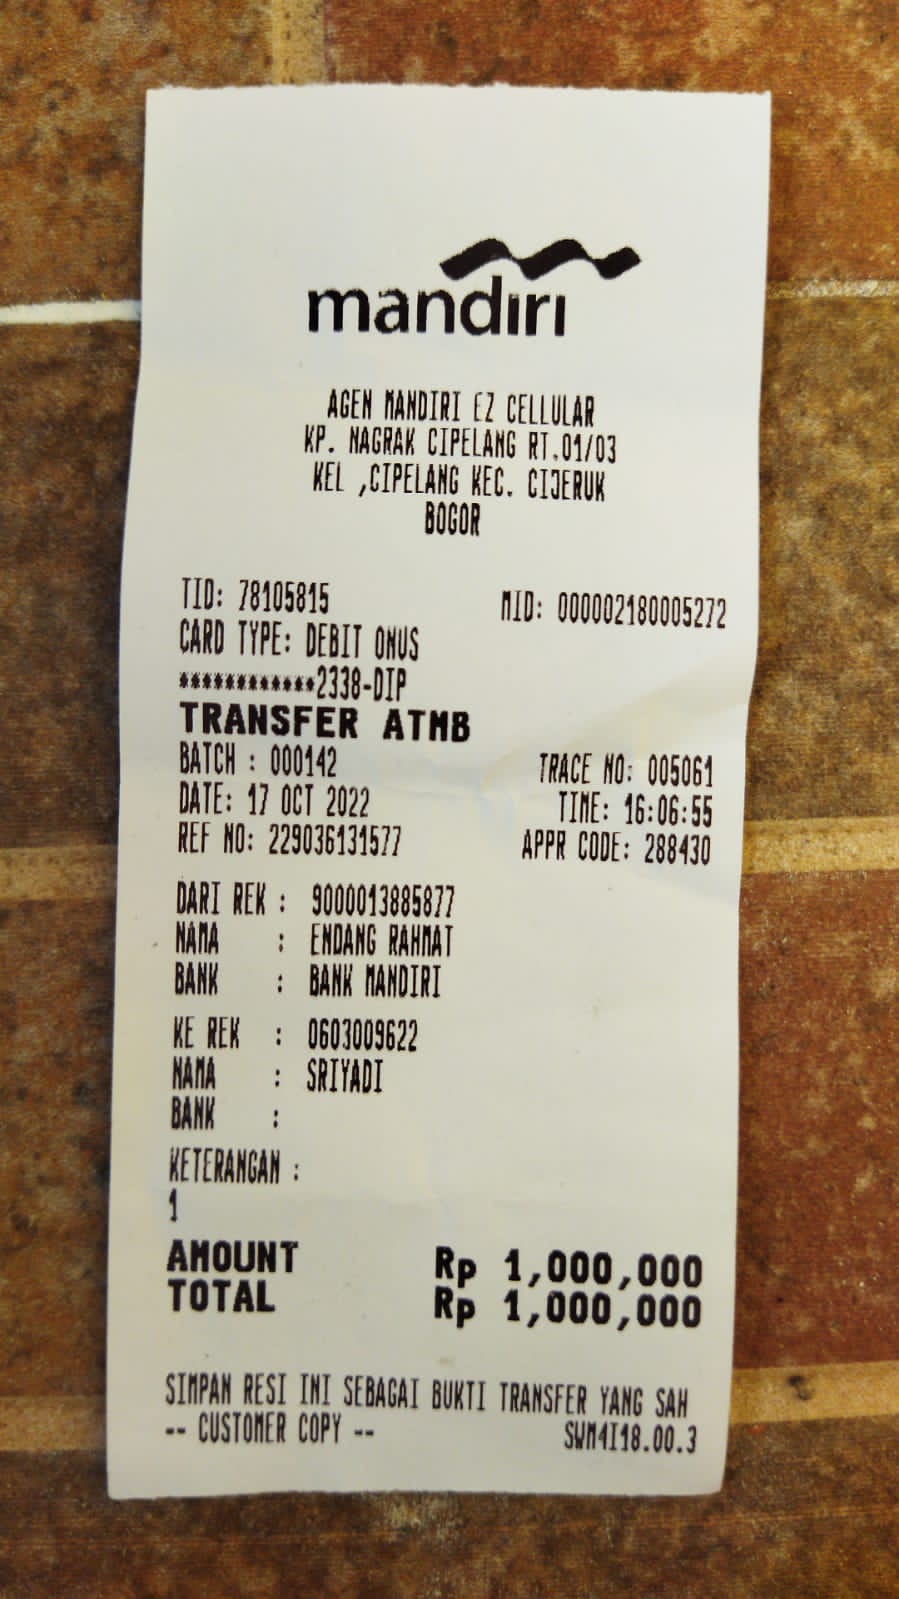 mandiri
AGEN MANDIRI EZ CELLULAR
KP. NAGRAK CIPELANG RT.01/03
KEL ,CIPELANG KEC. CIJERUK
BOGOR
TID: 78105815 MID: 000002180005272
CARD TYPE: DEBIT ONUS
************2338-DIP
TRANSFER ATMB
BATCH : 000142 TRACE NO: 005061
DATE: 17 OCT 2022 TIME: 16:06:55
REF NO: 229036131577 APPR CODE: 288430
DARI REK : 9000013885877
NAMA : ENDANG RAHMAT
BANK : BANK MANDIRI
KE REK : 0603009622
NAMA : SRIYADI
BANK :
KETERANGAN :
1
AMOUNT Rp 1,000,000
TOTAL Rp 1,000,000
SIMPAN RESI INI SEBAGAI BUKTI TRANSFER YANG SAH
-- CUSTOMER COPY -- SWM4I18.00.3